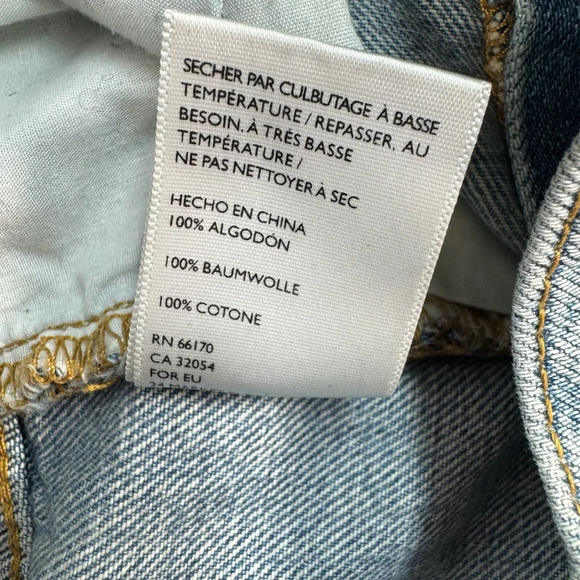 SECHER PAR CULBUTAGE À BASSE
TEMPÉRATURE / REPASSER, AU
BESOIN, À TRÉS BASSE
TEMPÉRATURE /
NE PAS NETTOYER À SEC
HECHO EN CHINA
100% ALGODÓN
100% BAUMWOLLE
100% COTONE
RN 66170
CA 32054
FOR EU